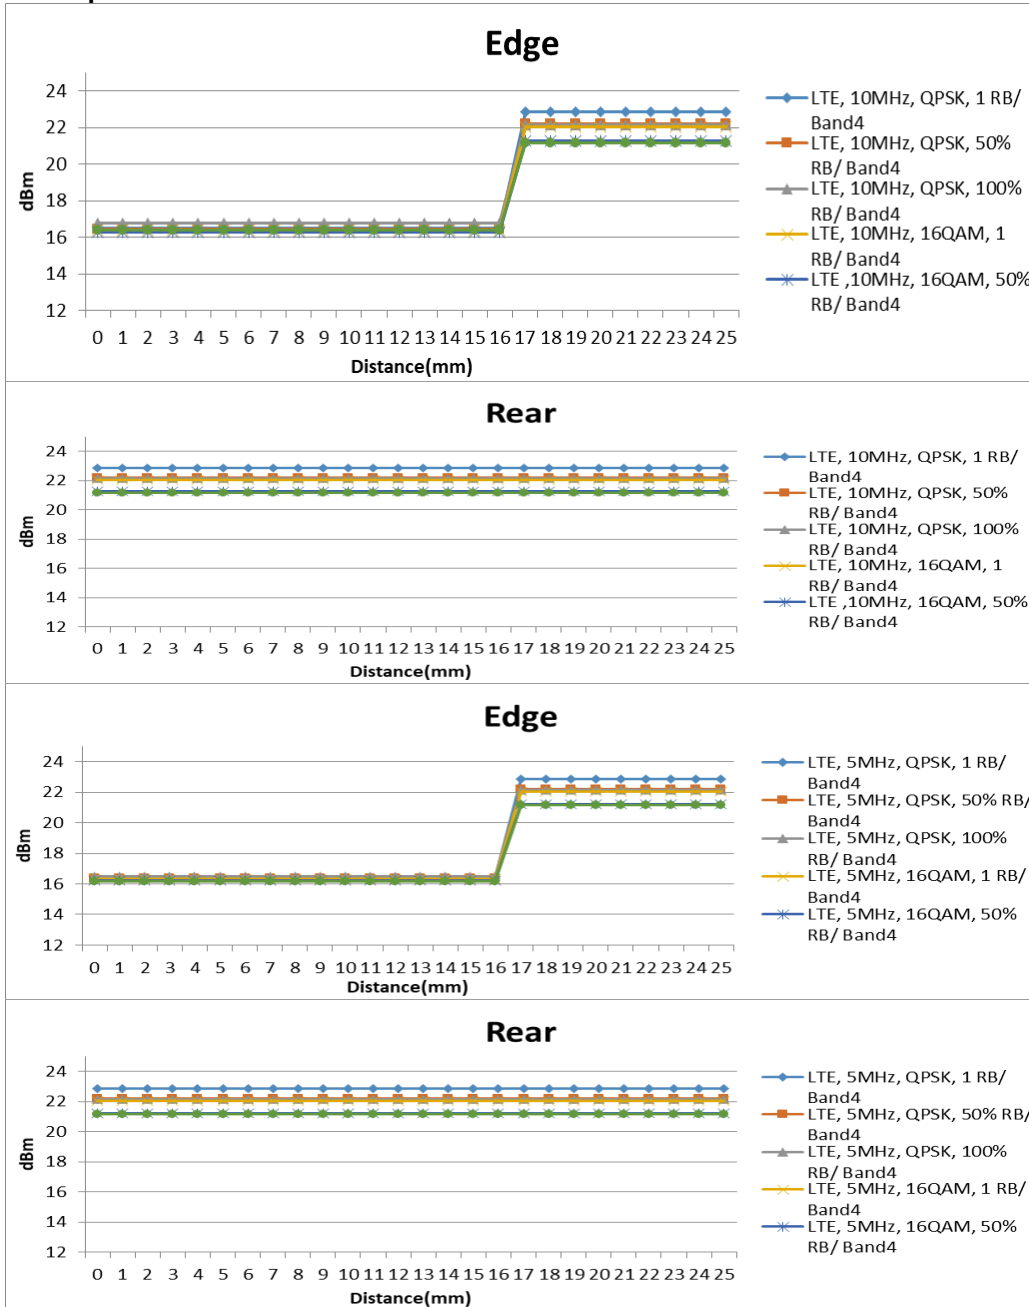 Edge
24
22
20
18
16
14
12
dBm
0 1 2 3 4 5 6 7 8 9 10 11 12 13 14 15 16 17 18 19 20 21 22 23 24 25
Distance(mm)
LTE, 10MHz, QPSK, 1 RB/
Band4
LTE, 10MHz, QPSK, 50%
RB/ Band4
LTE, 10MHz, QPSK, 100%
RB/ Band4
LTE, 10MHz, 16QAM, 1
RB/ Band4
LTE ,10MHz, 16QAM, 50%
RB/ Band4
Rear
24
22
20
18
16
14
12
dBm
0 1 2 3 4 5 6 7 8 9 10 11 12 13 14 15 16 17 18 19 20 21 22 23 24 25
Distance(mm)
LTE, 10MHz, QPSK, 1 RB/
Band4
LTE, 10MHz, QPSK, 50%
RB/ Band4
LTE, 10MHz, QPSK, 100%
RB/ Band4
LTE, 10MHz, 16QAM, 1
RB/ Band4
LTE ,10MHz, 16QAM, 50%
RB/ Band4
Edge
24
22
20
18
16
14
12
dBm
0 1 2 3 4 5 6 7 8 9 10 11 12 13 14 15 16 17 18 19 20 21 22 23 24 25
Distance(mm)
LTE, 5MHz, QPSK, 1 RB/
Band4
LTE, 5MHz, QPSK, 50% RB/
Band4
LTE, 5MHz, QPSK, 100%
RB/ Band4
LTE, 5MHz, 16QAM, 1 RB/
Band4
LTE, 5MHz, 16QAM, 50%
RB/ Band4
Rear
24
22
20
18
16
14
12
dBm
0 1 2 3 4 5 6 7 8 9 10 11 12 13 14 15 16 17 18 19 20 21 22 23 24 25
Distance(mm)
LTE, 5MHz, QPSK, 1 RB/
Band4
LTE, 5MHz, QPSK, 50% RB/
Band4
LTE, 5MHz, QPSK, 100%
RB/ Band4
LTE, 5MHz, 16QAM, 1 RB/
Band4
LTE, 5MHz, 16QAM, 50%
RB/ Band4